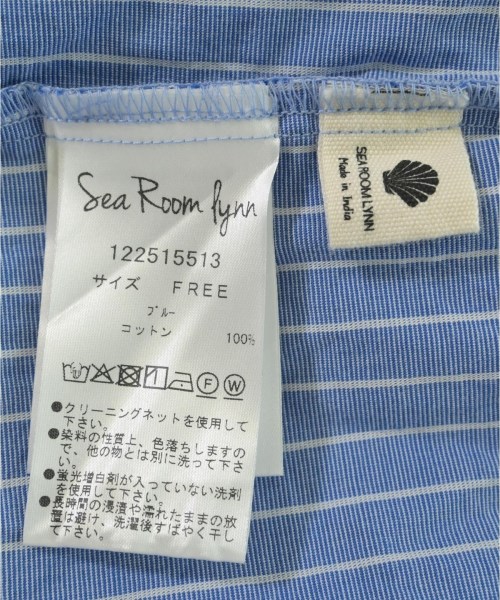 Sea Room lynn
122515513
サイズ FREE
ブルー
コットン 100%
F W
●クリーニングネットを使用して
下さい。
●染料の性質上、色落ちしますの
で、他の物とは別に洗って下さ
い。
●蛍光増白剤が入っていない洗剤
を使用して下さい。
●長時間の浸漬や濡れたままの放
置は避け、洗濯後すばやく干し
て下さい。
SEA ROOM LYNN
Made in India